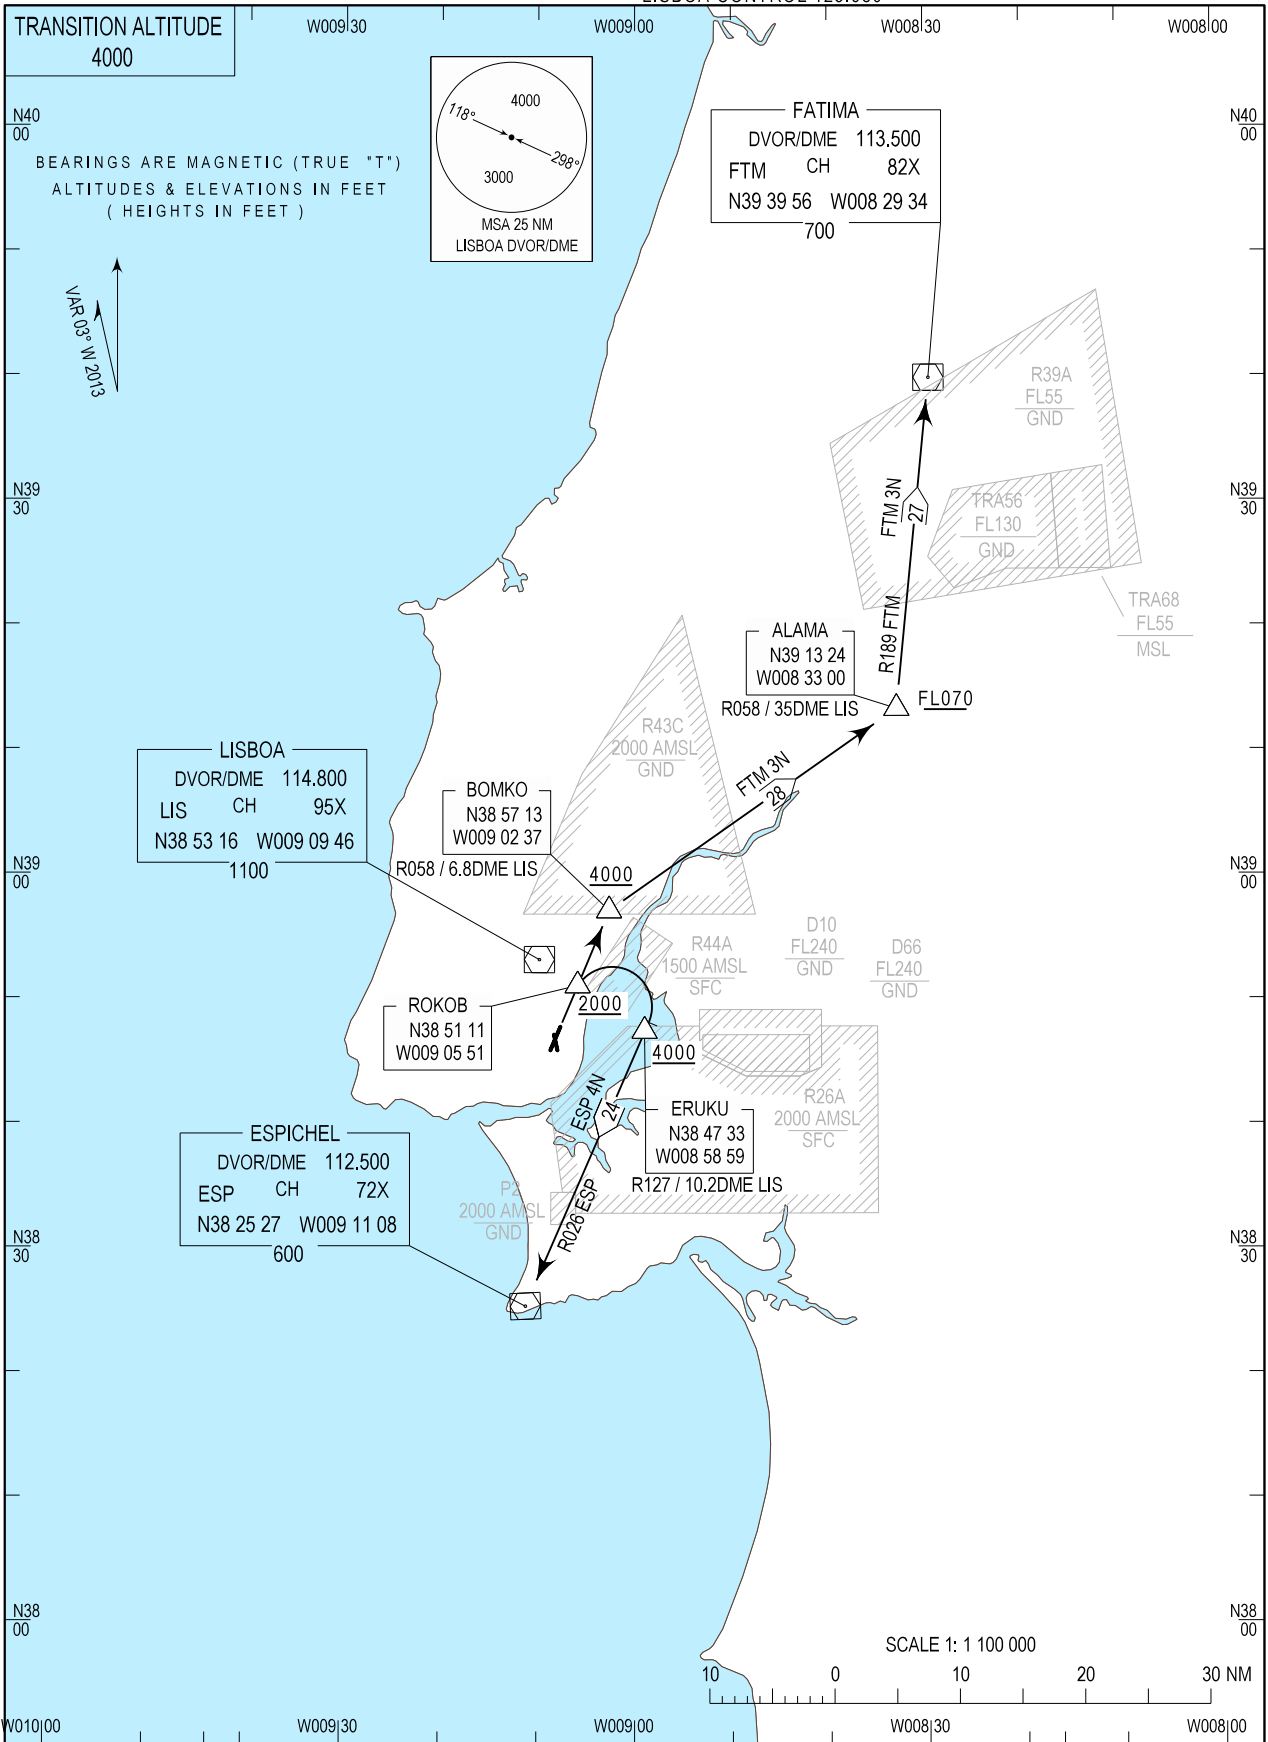 TRANSITION ALTITUDE
4000
W009 30
W009 00
W008 30
W008 00
N40
00
N40
00
BEARINGS ARE MAGNETIC (TRUE "T")
ALTITUDES & ELEVATIONS IN FEET
( HEIGHTS IN FEET )
4000
118°
298°
3000
MSA 25 NM
LISBOA DVOR/DME
FATIMA
DVOR/DME 113.500
FTM CH 82X
N39 39 56 W008 29 34
700
VAR 03° W 2013
R39A
FL55
GND
N39
30
N39
30
FTM 3N
27
R189 FTM
TRA56
FL130
GND
TRA68
FL55
MSL
ALAMA
N39 13 24
W008 33 00
R058 / 35DME LIS
FL070
R43C
2000 AMSL
GND
FTM 3N
28
LISBOA
DVOR/DME 114.800
LIS CH 95X
N38 53 16 W009 09 46
1100
BOMKO
N38 57 13
W009 02 37
R058 / 6.8DME LIS
4000
N39
00
N39
00
R44A
1500 AMSL
SFC
D10
FL240
GND
D66
FL240
GND
ROKOB
N38 51 11
W009 05 51
2000
4000
ESP 4N
24
R026 ESP
ERUKU
N38 47 33
W008 58 59
R127 / 10.2DME LIS
R26A
2000 AMSL
SFC
ESPICHEL
DVOR/DME 112.500
ESP CH 72X
N38 25 27 W009 11 08
600
P2
2000 AMSL
GND
N38
30
N38
30
N38
00
N38
00
SCALE 1: 1 100 000
10 0 10 20 30 NM
W010 00
W009 30
W009 00
W008 30
W008 00